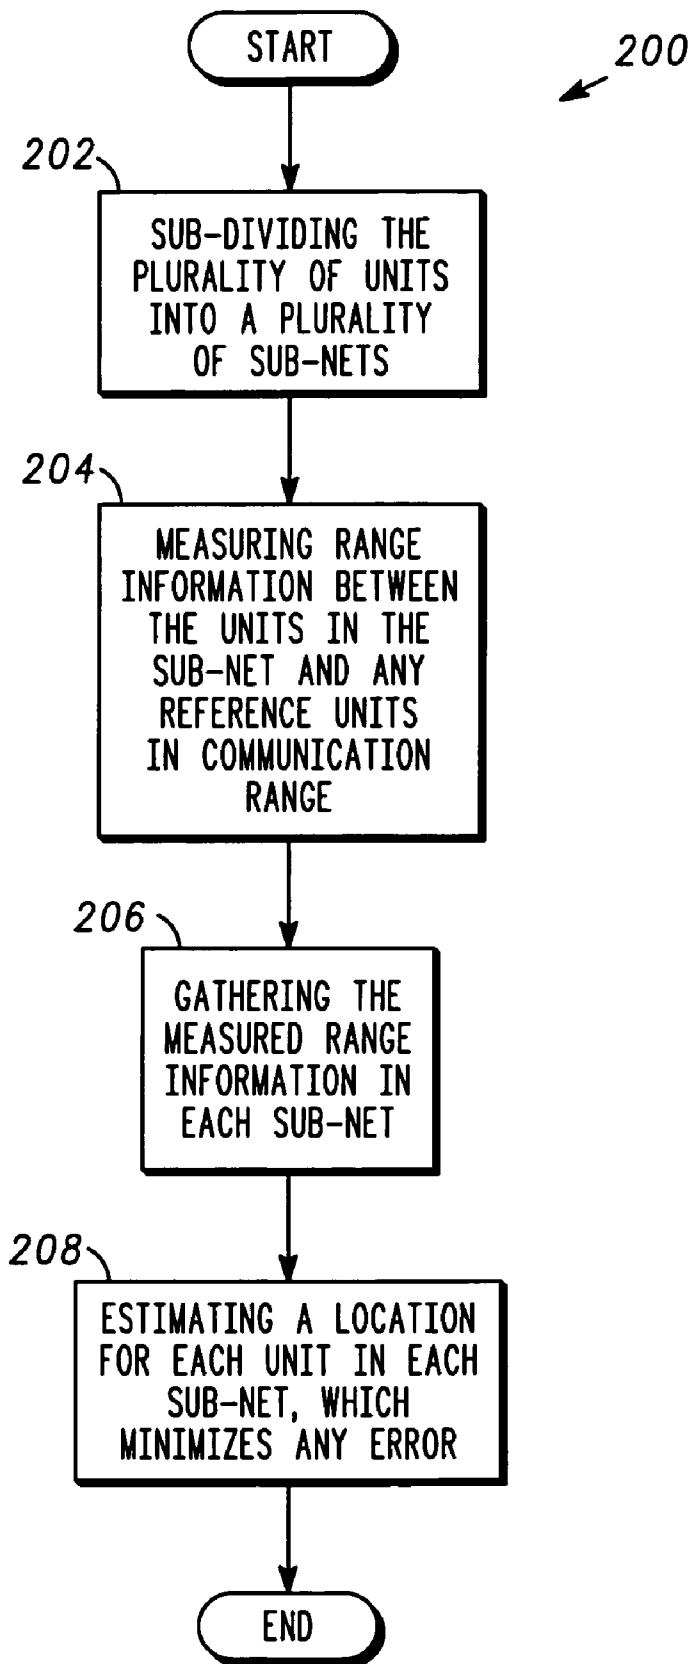 START
200
202
SUB-DIVIDING THE
PLURALITY OF UNITS
INTO A PLURALITY
OF SUB-NETS
204
MEASURING RANGE
INFORMATION BETWEEN
THE UNITS IN THE
SUB-NET AND ANY
REFERENCE UNITS
IN COMMUNICATION
RANGE
206
GATHERING THE
MEASURED RANGE
INFORMATION IN
EACH SUB-NET
208
ESTIMATING A LOCATION
FOR EACH UNIT IN EACH
SUB-NET, WHICH
MINIMIZES ANY ERROR
END